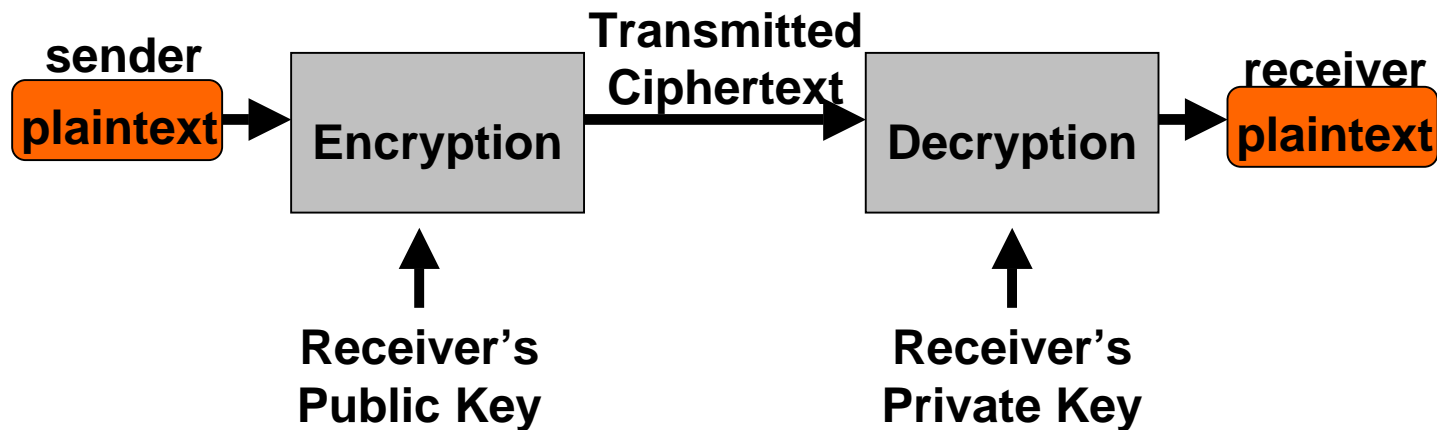 sender
plaintext
Encryption
Transmitted
Ciphertext
Decryption
receiver
plaintext
Receiver’s
Public Key
Receiver’s
Private Key